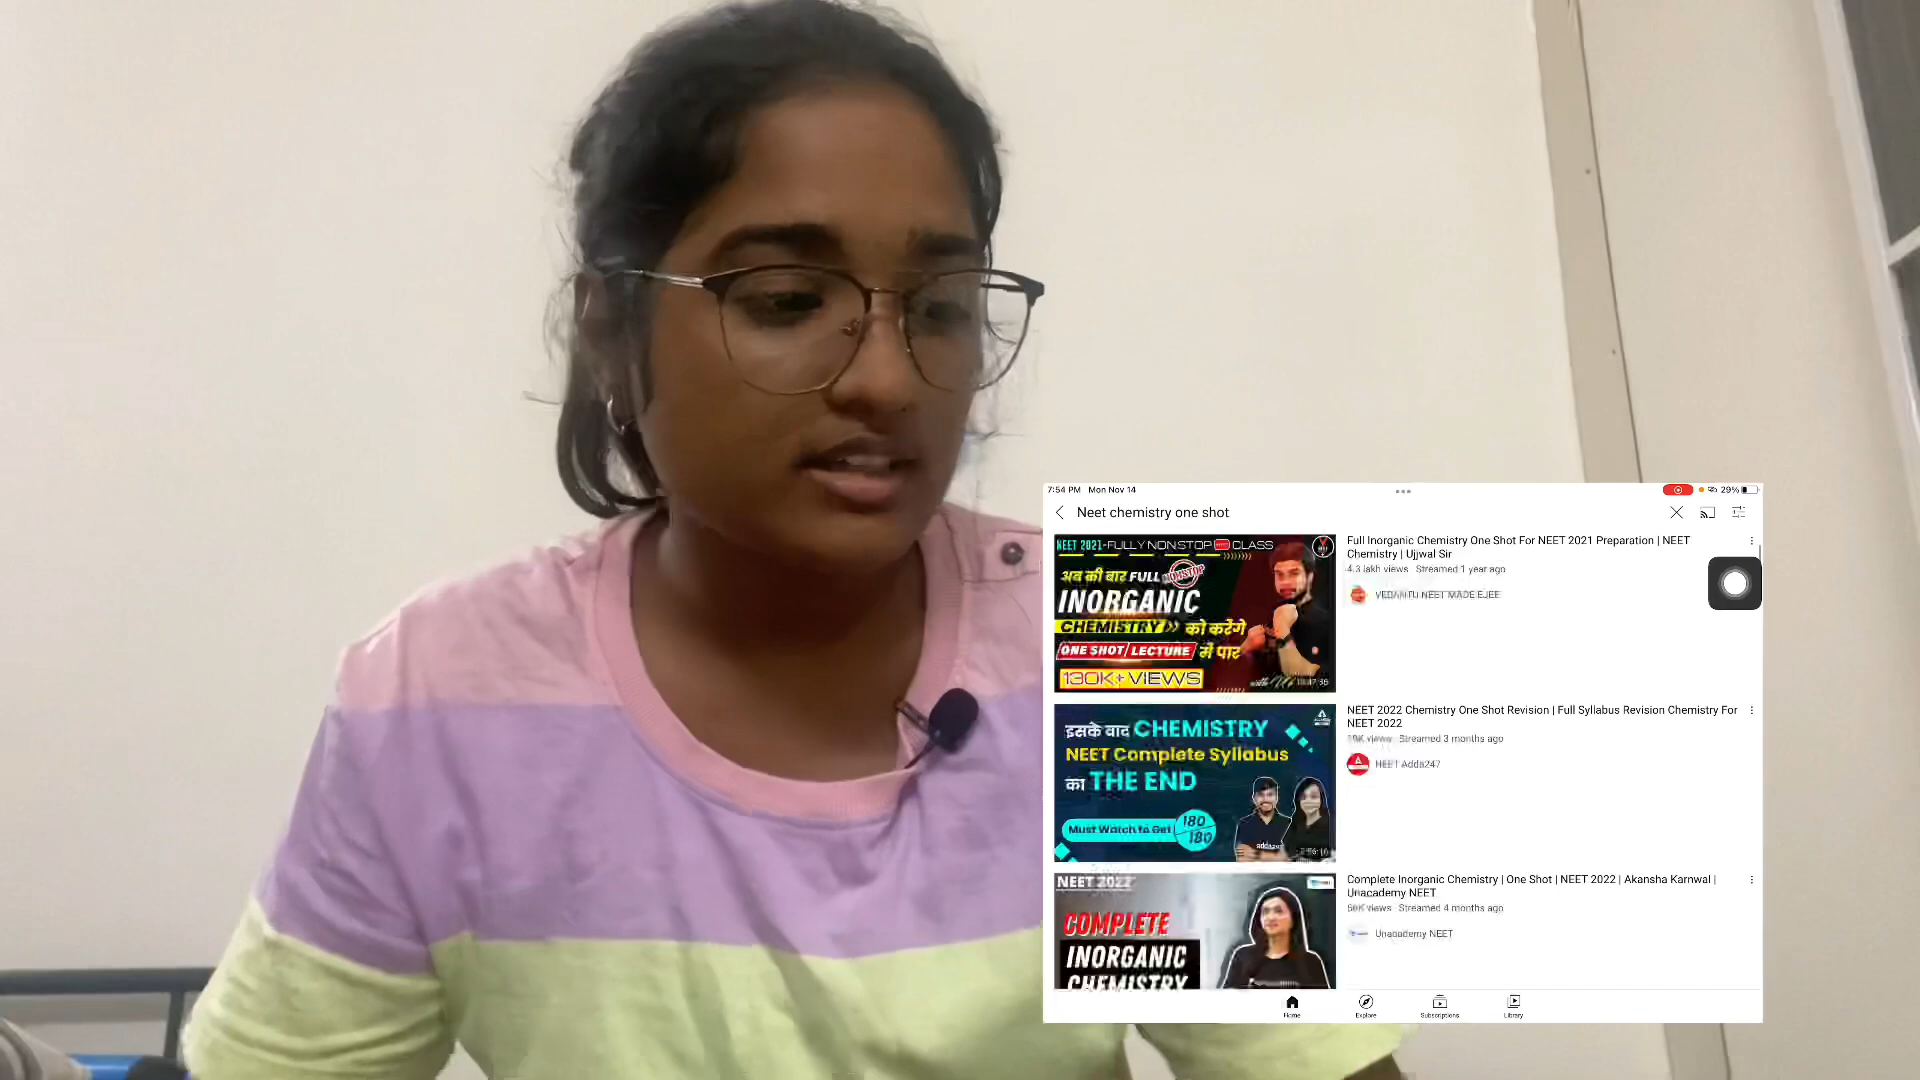 7:54 PM Mon Nov 14
29%
Neet chemistry one shot
NEET 2021-FULLY NON STOP CLASS
अब की बार FULL NONSTOP
INORGANIC
CHEMISTRY >> को करेंगे
ONE SHOT/LECTURE में पार
130K+ VIEWS
Full Inorganic Chemistry One Shot For NEET 2021 Preparation | NEET
Chemistry | Ujjwal Sir
4.3 lakh views Streamed 1 year ago
VEDANTU NEET MADE EJEE
इसके बाद CHEMISTRY
NEET Complete Syllabus
का THE END
Must Watch to Get 180/180
adda247
NEET 2022 Chemistry One Shot Revision | Full Syllabus Revision Chemistry For
NEET 2022
views Streamed 3 months ago
NEET Adda247
NEET 2022
COMPLETE
INORGANIC
CHEMISTRY
Complete Inorganic Chemistry | One Shot | NEET 2022 | Akansha Karnwal |
Unacademy NEET
views Streamed 4 months ago
Unacademy NEET
Home Explore Subscriptions Library